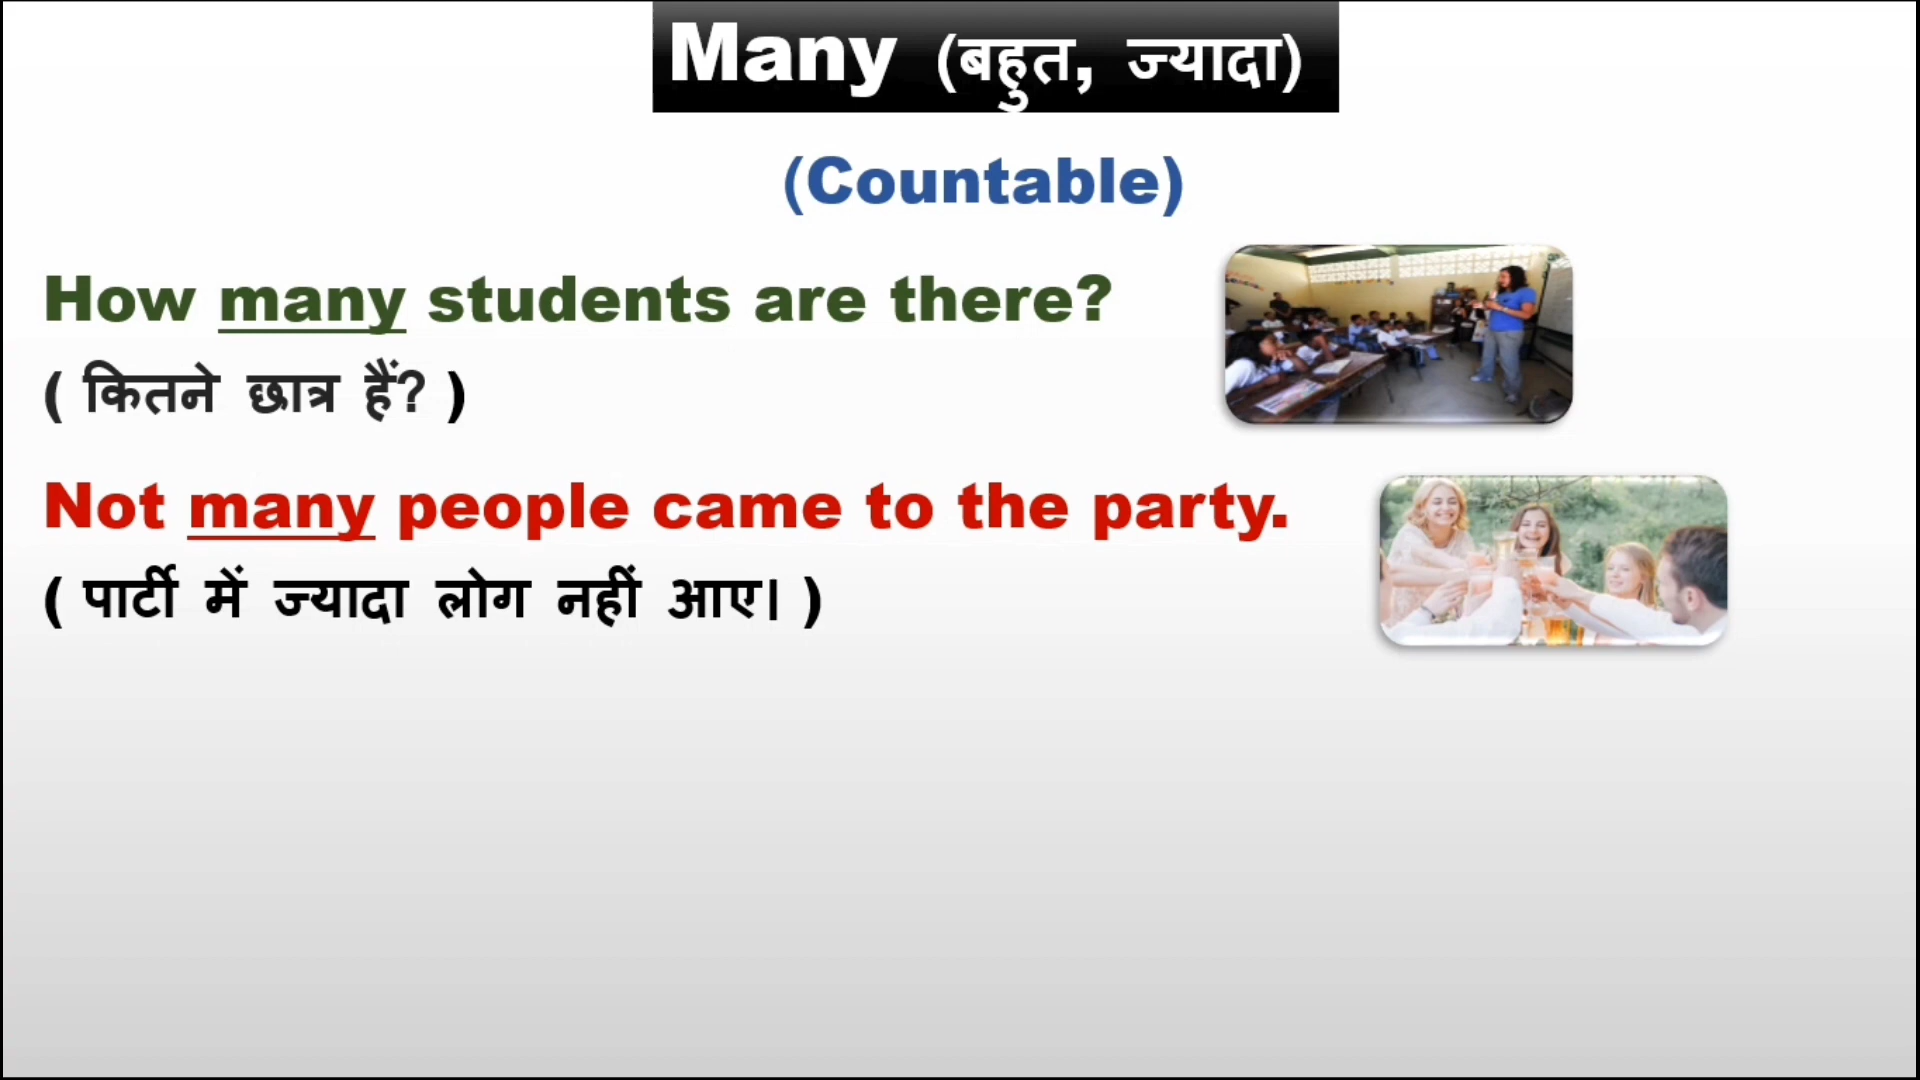 Many (बहुत, ज्यादा)
(Countable)
How many students are there?
( कितने छात्र हैं? )
Not many people came to the party.
( पार्टी में ज्यादा लोग नहीं आए। )